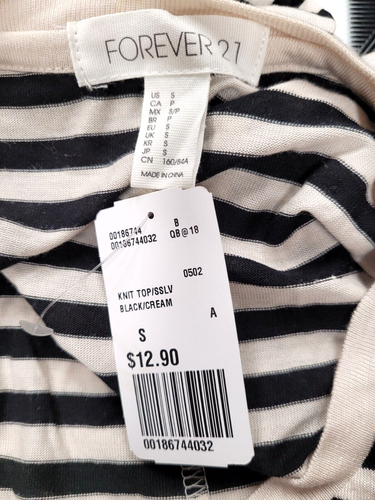 FOREVER 21
US S
CA P
MX S/P
BR P
EU S
UK S
KR S
JP S
CN 160/84A
MADE IN CHINA
00186744 B
00186744032 QB@18
0502
KNIT TOP/SSLV
BLACK/CREAM A
S
$12.90
00186744032